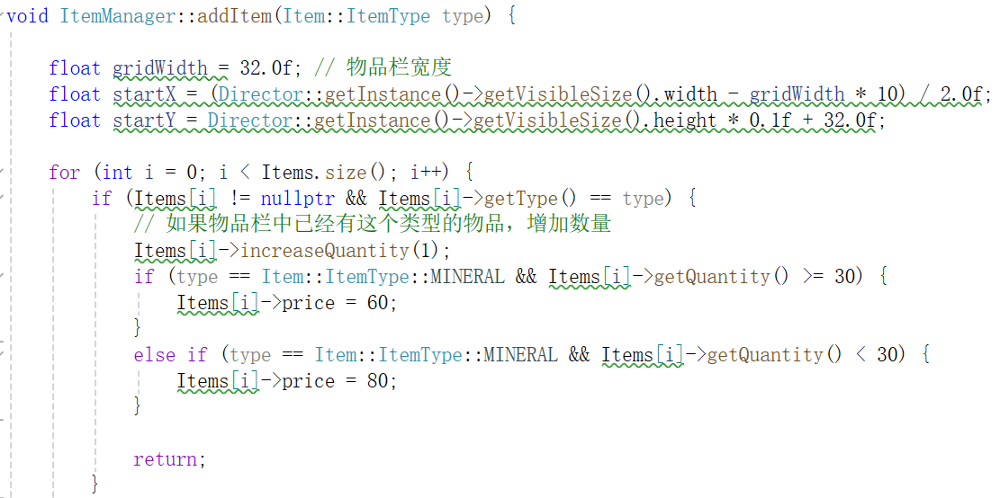 void ItemManager::addItem(Item::ItemType type) {
float gridWidth = 32.0f; // 物品栏宽度
float startX = (Director::getInstance()->getVisibleSize().width - gridWidth * 10) / 2.0f;
float startY = Director::getInstance()->getVisibleSize().height * 0.1f + 32.0f;
for (int i = 0; i < Items.size(); i++) {
if (Items[i] != nullptr && Items[i]->getType() == type) {
// 如果物品栏中已经有这个类型的物品，增加数量
Items[i]->increaseQuantity(1);
if (type == Item::ItemType::MINERAL && Items[i]->getQuantity() >= 30) {
Items[i]->price = 60;
}
else if (type == Item::ItemType::MINERAL && Items[i]->getQuantity() < 30) {
Items[i]->price = 80;
}
return;
}